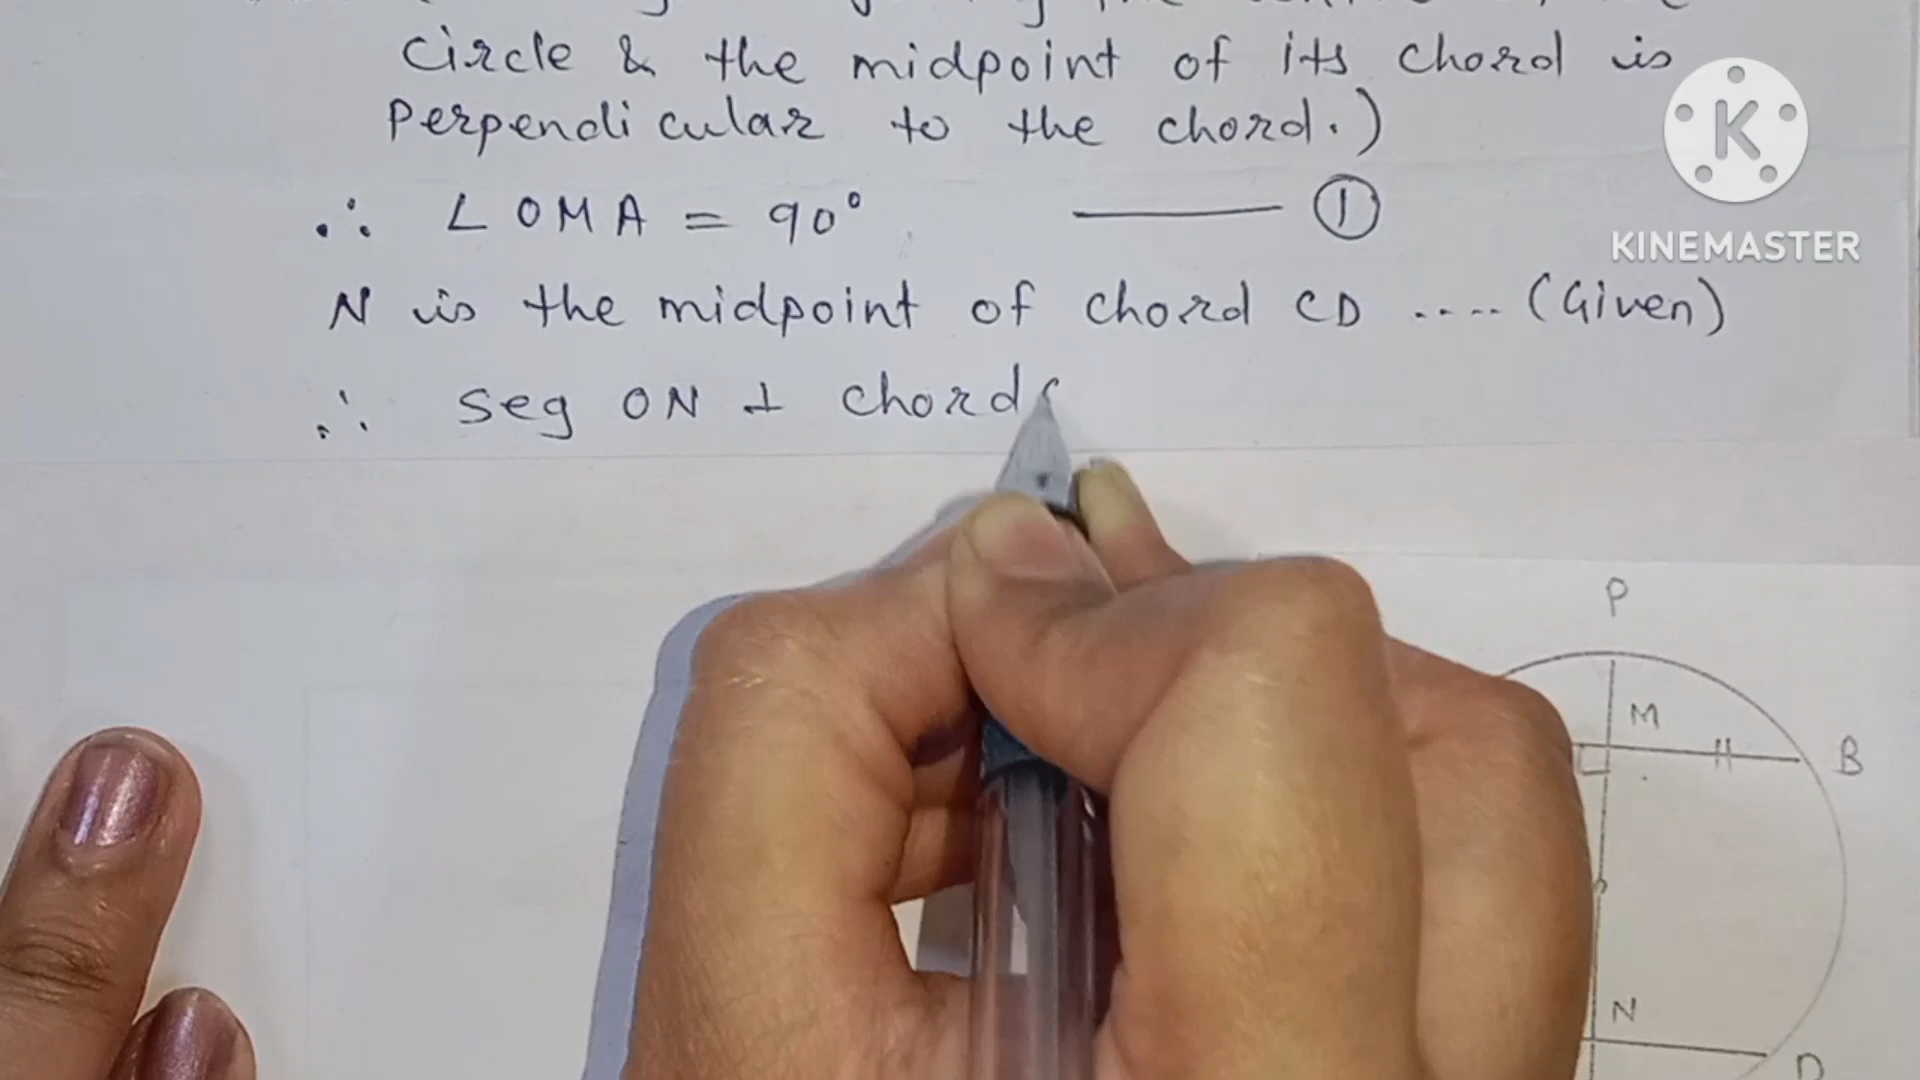 circle & the midpoint of its chord is
perpendicular to the chord.)
∴ ∠ OMA = 90° —— ①
N is the midpoint of chord CD .... (Given)
∴ seg ON ⊥ chord C
K
KINEMASTER
P
M
B
N
D